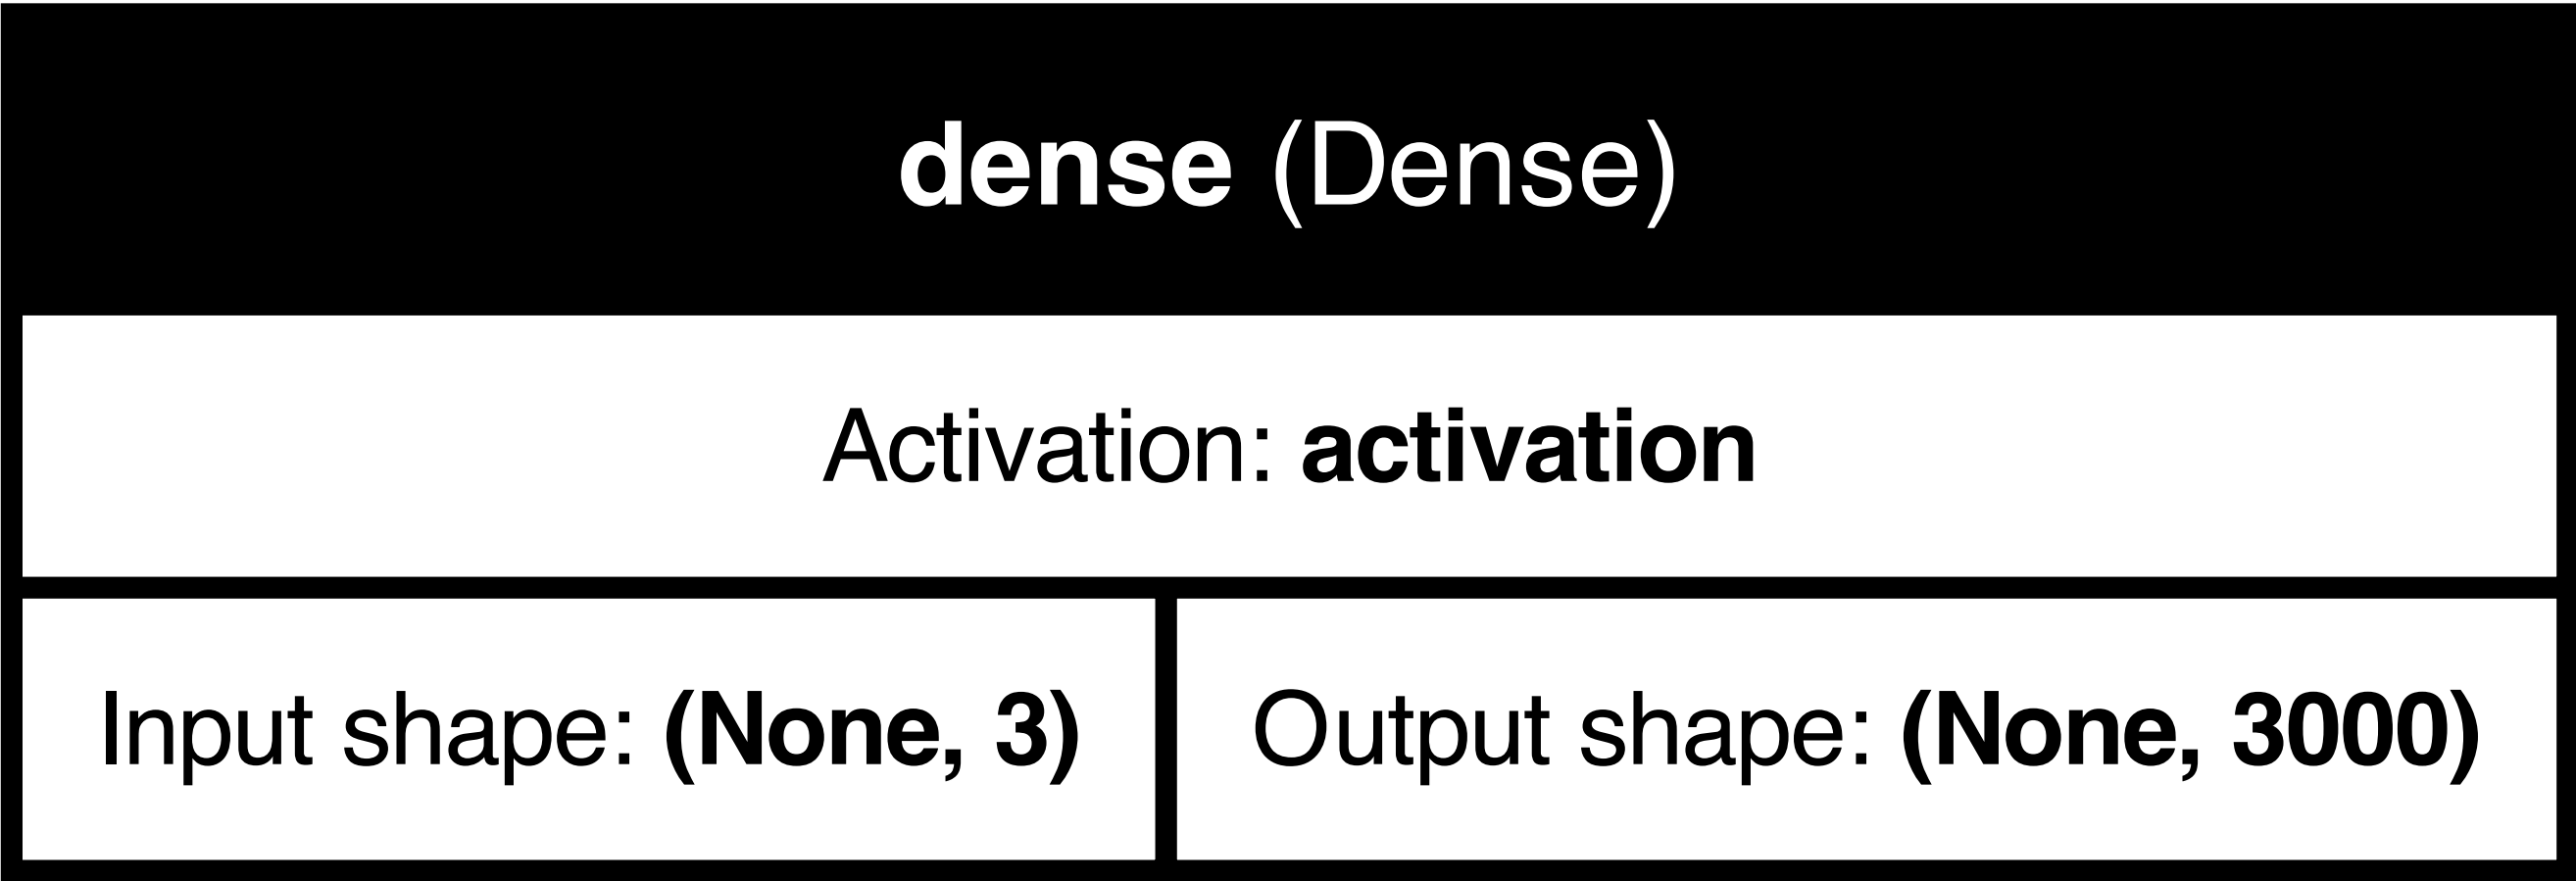 dense (Dense)
Activation: activation
Input shape: (None, 3)
Output shape: (None, 3000)